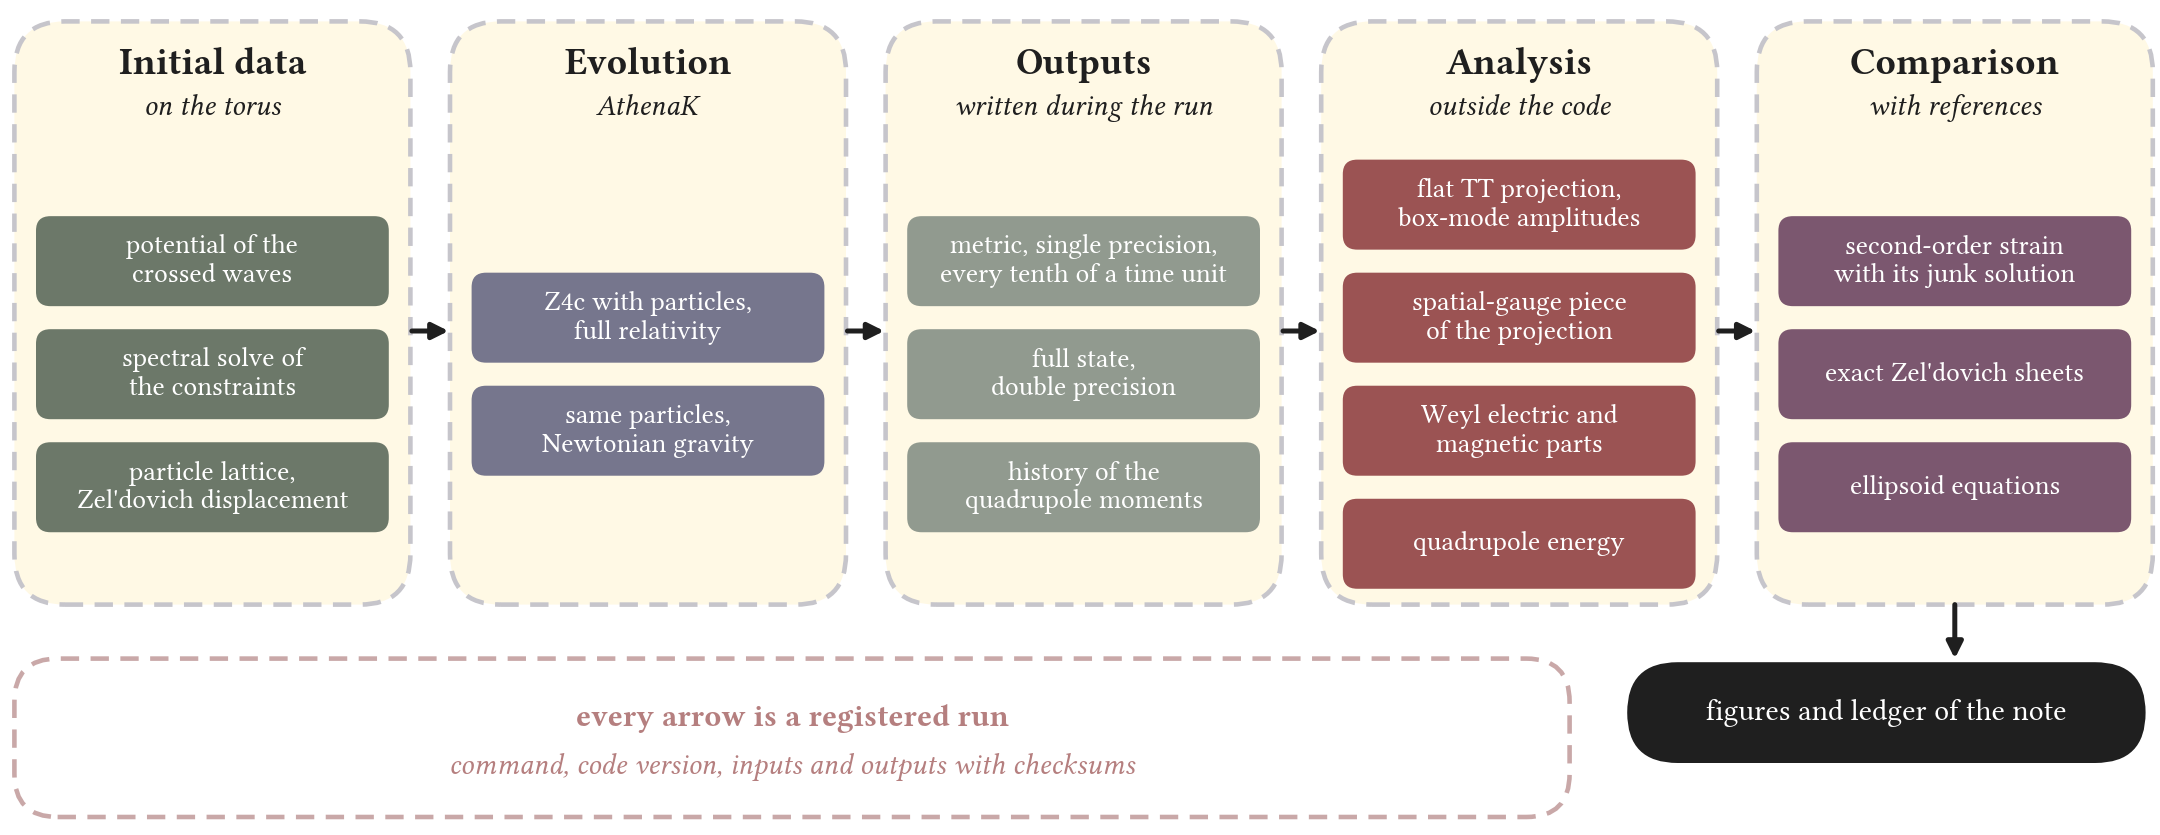 Initial data
on the torus
potential of the
crossed waves
spectral solve of
the constraints
particle lattice,
Zel'dovich displacement
Evolution
AthenaK
Z4c with particles,
full relativity
same particles,
Newtonian gravity
Outputs
written during the run
metric, single precision,
every tenth of a time unit
full state,
double precision
history of the
quadrupole moments
Analysis
outside the code
flat TT projection,
box-mode amplitudes
spatial-gauge piece
of the projection
Weyl electric and
magnetic parts
quadrupole energy
Comparison
with references
second-order strain
with its junk solution
exact Zel'dovich sheets
ellipsoid equations
every arrow is a registered run
command, code version, inputs and outputs with checksums
figures and ledger of the note